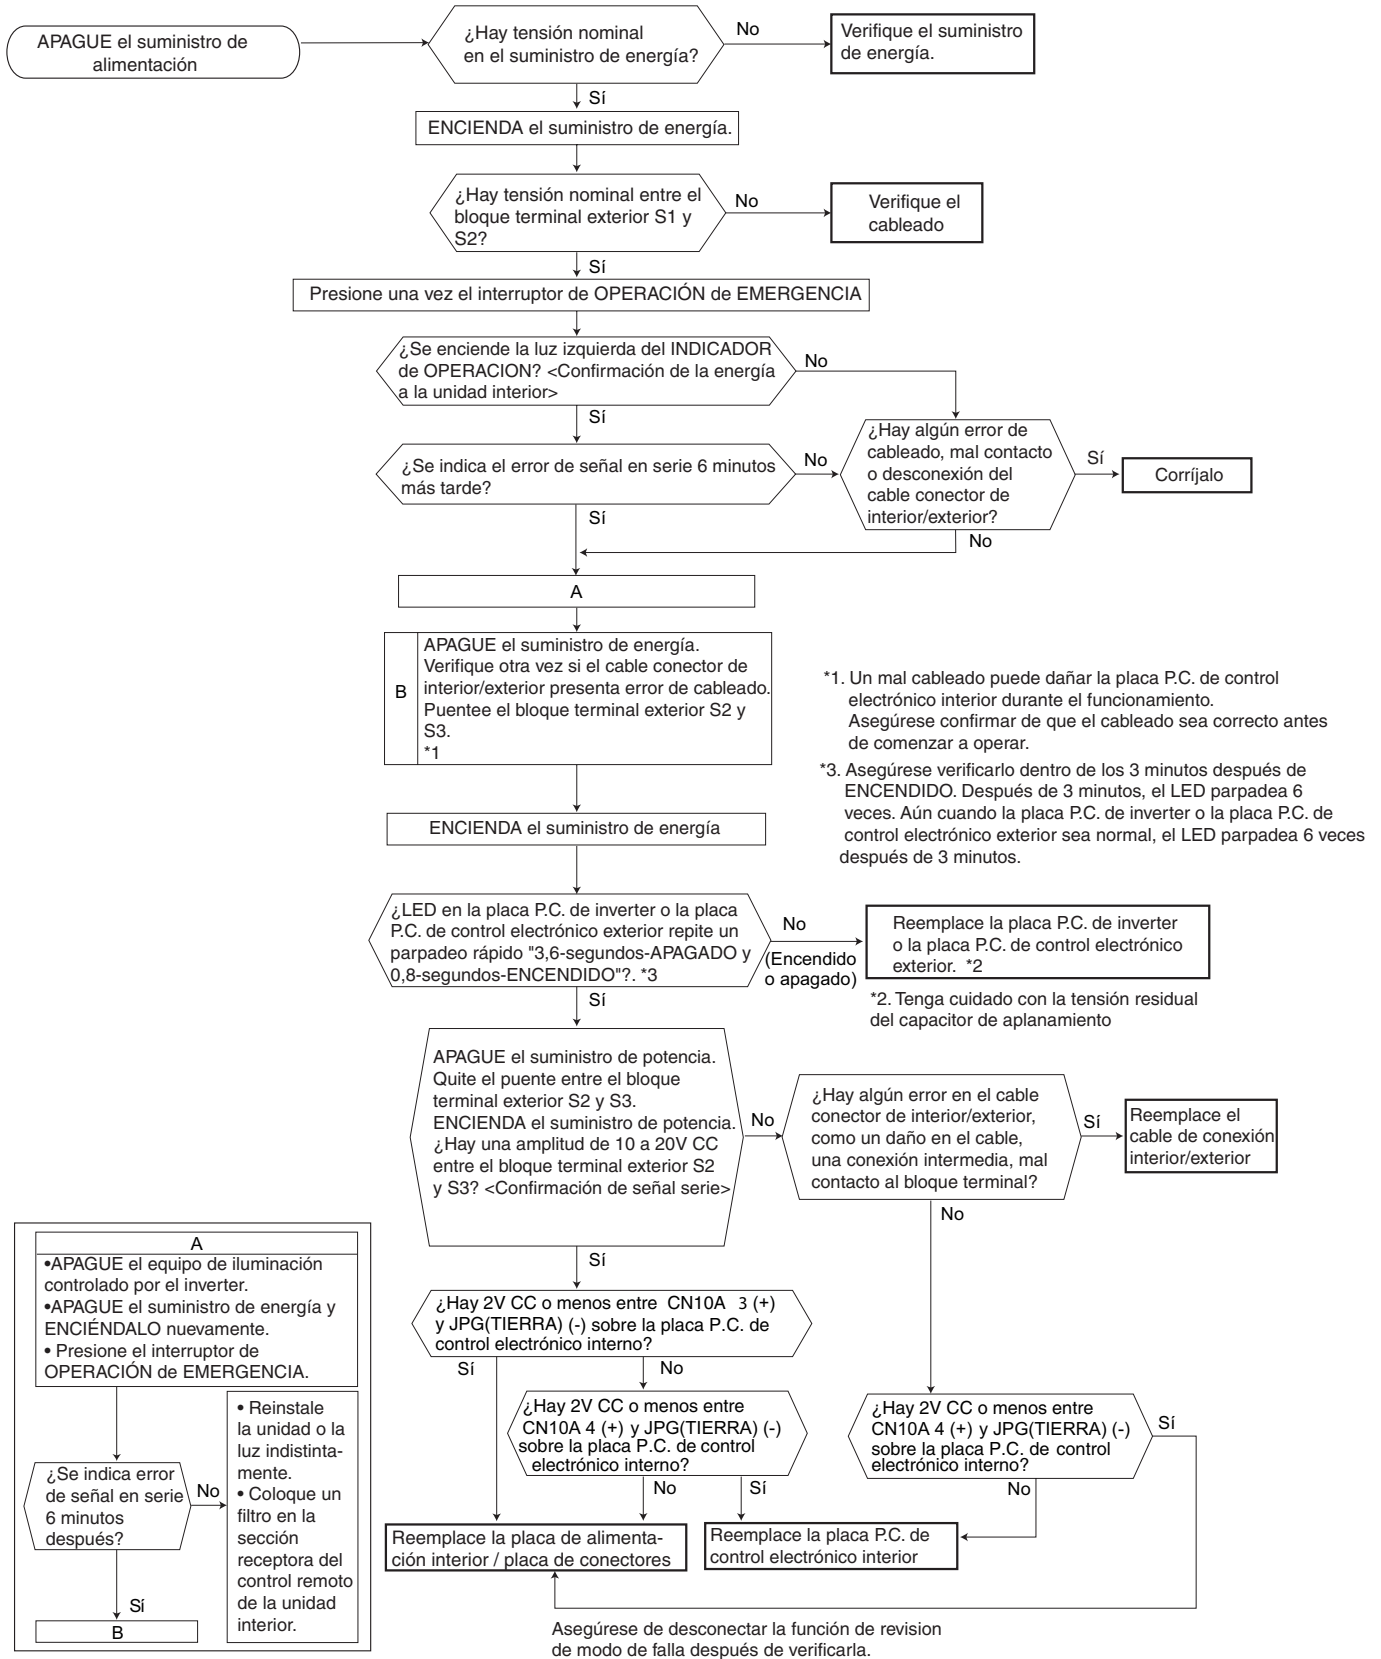 APAGUE el suministro de
alimentación
¿Hay tensión nominal
en el suministro de energía?
No
Verifique el suministro
de energía.
Sí
ENCIENDA el suministro de energía.
¿Hay tensión nominal entre el
bloque terminal exterior S1 y
S2?
No
Verifique el
cableado
Sí
Presione una vez el interruptor de OPERACIÓN de EMERGENCIA
¿Se enciende la luz izquierda del INDICADOR
de OPERACION? <Confirmación de la energía
a la unidad interior>
No
Sí
¿Se indica el error de señal en serie 6 minutos
más tarde?
No
¿Hay algún error de
cableado, mal contacto
o desconexión del
cable conector de
interior/exterior?
Sí
Corríjalo
Sí
No
A
B
APAGUE el suministro de energía.
Verifique otra vez si el cable conector de
interior/exterior presenta error de cableado.
Puentee el bloque terminal exterior S2 y
S3.
*1
*1. Un mal cableado puede dañar la placa P.C. de control
electrónico interior durante el funcionamiento.
Asegúrese confirmar de que el cableado sea correcto antes
de comenzar a operar.
*3. Asegúrese verificarlo dentro de los 3 minutos después de
ENCENDIDO. Después de 3 minutos, el LED parpadea 6
veces. Aún cuando la placa P.C. de inverter o la placa P.C. de
control electrónico exterior sea normal, el LED parpadea 6 veces
después de 3 minutos.
ENCIENDA el suministro de energía
¿LED en la placa P.C. de inverter o la placa
P.C. de control electrónico exterior repite un
parpadeo rápido "3,6-segundos-APAGADO y
0,8-segundos-ENCENDIDO"?. *3
No
(Encendido
o apagado)
Reemplace la placa P.C. de inverter
o la placa P.C. de control electrónico
exterior. *2
*2. Tenga cuidado con la tensión residual
del capacitor de aplanamiento
Sí
APAGUE el suministro de potencia.
Quite el puente entre el bloque
terminal exterior S2 y S3.
ENCIENDA el suministro de potencia.
¿Hay una amplitud de 10 a 20V CC
entre el bloque terminal exterior S2
y S3? <Confirmación de señal serie>
No
¿Hay algún error en el cable
conector de interior/exterior,
como un daño en el cable,
una conexión intermedia, mal
contacto al bloque terminal?
Sí
Reemplace el
cable de conexión
interior/exterior
No
Sí
¿Hay 2V CC o menos entre CN10A 3 (+)
y JPG(TIERRA) (-) sobre la placa P.C. de
control electrónico interno?
Sí
No
¿Hay 2V CC o menos entre
CN10A 4 (+) y JPG(TIERRA) (-)
sobre la placa P.C. de control
electrónico interno?
No
Sí
¿Hay 2V CC o menos entre
CN10A 4 (+) y JPG(TIERRA) (-)
sobre la placa P.C. de control
electrónico interno?
Sí
No
Reemplace la placa de alimenta-
ción interior / placa de conectores
Reemplace la placa P.C. de
control electrónico interior
Asegúrese de desconectar la función de revision
de modo de falla después de verificarla.
A
•APAGUE el equipo de iluminación
controlado por el inverter.
•APAGUE el suministro de energía y
ENCIÉNDALO nuevamente.
• Presione el interruptor de
OPERACIÓN de EMERGENCIA.
¿Se indica error
de señal en serie
6 minutos
después?
No
• Reinstale
la unidad o la
luz indistinta-
mente.
• Coloque un
filtro en la
sección
receptora del
control remoto
de la unidad
interior.
Sí
B